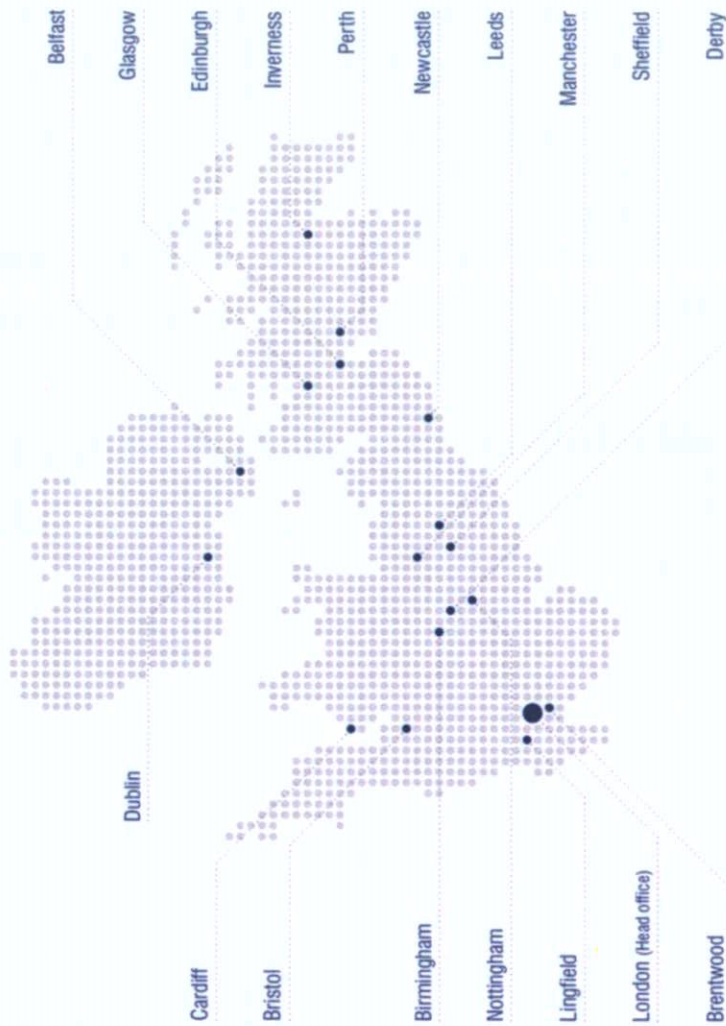 Belfast
Glasgow
Edinburgh
Inverness
Perth
Newcastle
Leeds
Manchester
Sheffield
Derby
Dublin
Cardiff
Bristol
Birmingham
Nottingham
Lingfield
London (Head office)
Brentwood